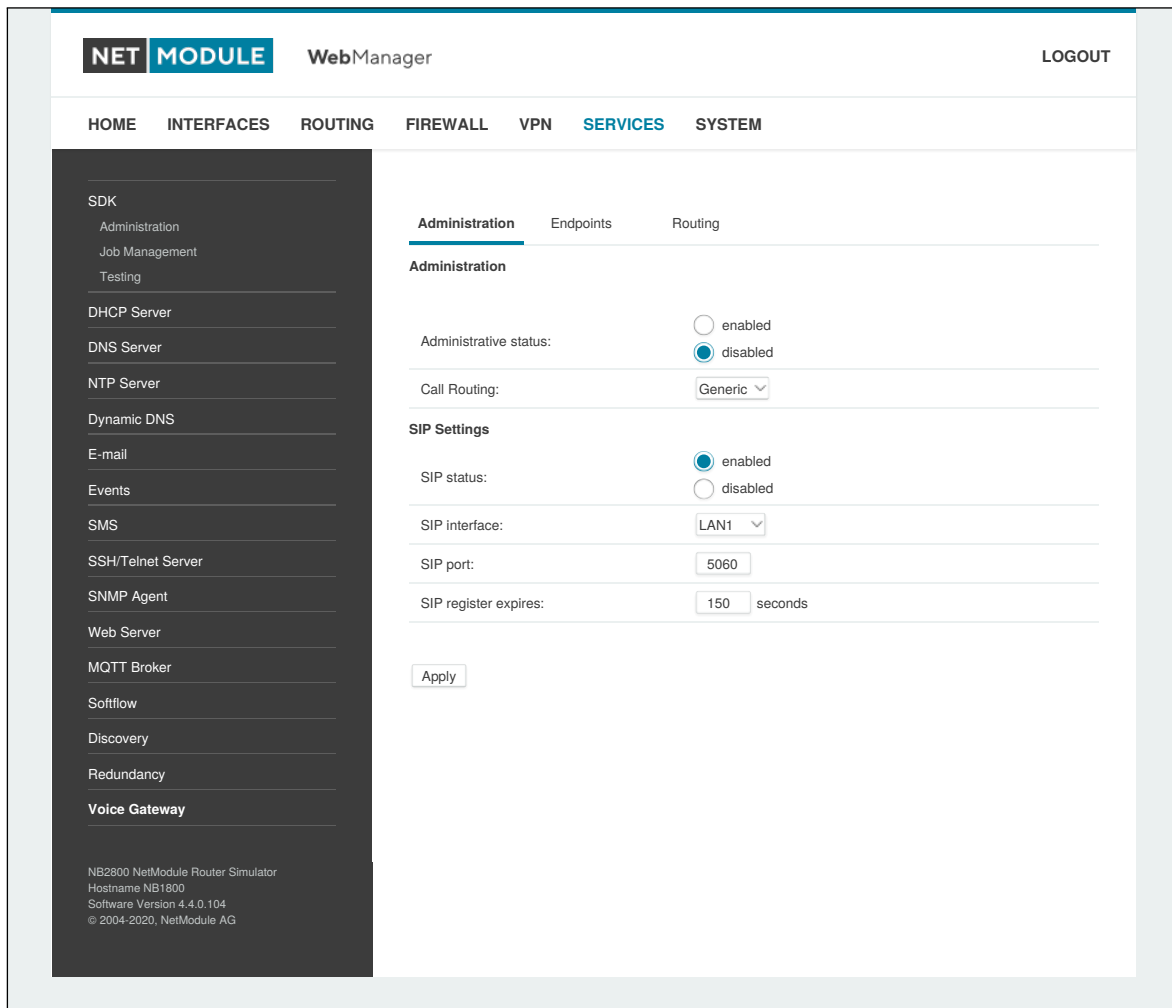 NET MODULE WebManager LOGOUT
HOME INTERFACES ROUTING FIREWALL VPN SERVICES SYSTEM
SDK
Administration
Job Management
Testing
DHCP Server
DNS Server
NTP Server
Dynamic DNS
E-mail
Events
SMS
SSH/Telnet Server
SNMP Agent
Web Server
MQTT Broker
Softflow
Discovery
Redundancy
Voice Gateway
NB2800 NetModule Router Simulator
Hostname NB1800
Software Version 4.4.0.104
© 2004-2020, NetModule AG
Administration Endpoints Routing
Administration
Administrative status:
enabled
disabled
Call Routing: Generic
SIP Settings
SIP status:
enabled
disabled
SIP interface: LAN1
SIP port: 5060
SIP register expires: 150 seconds
Apply